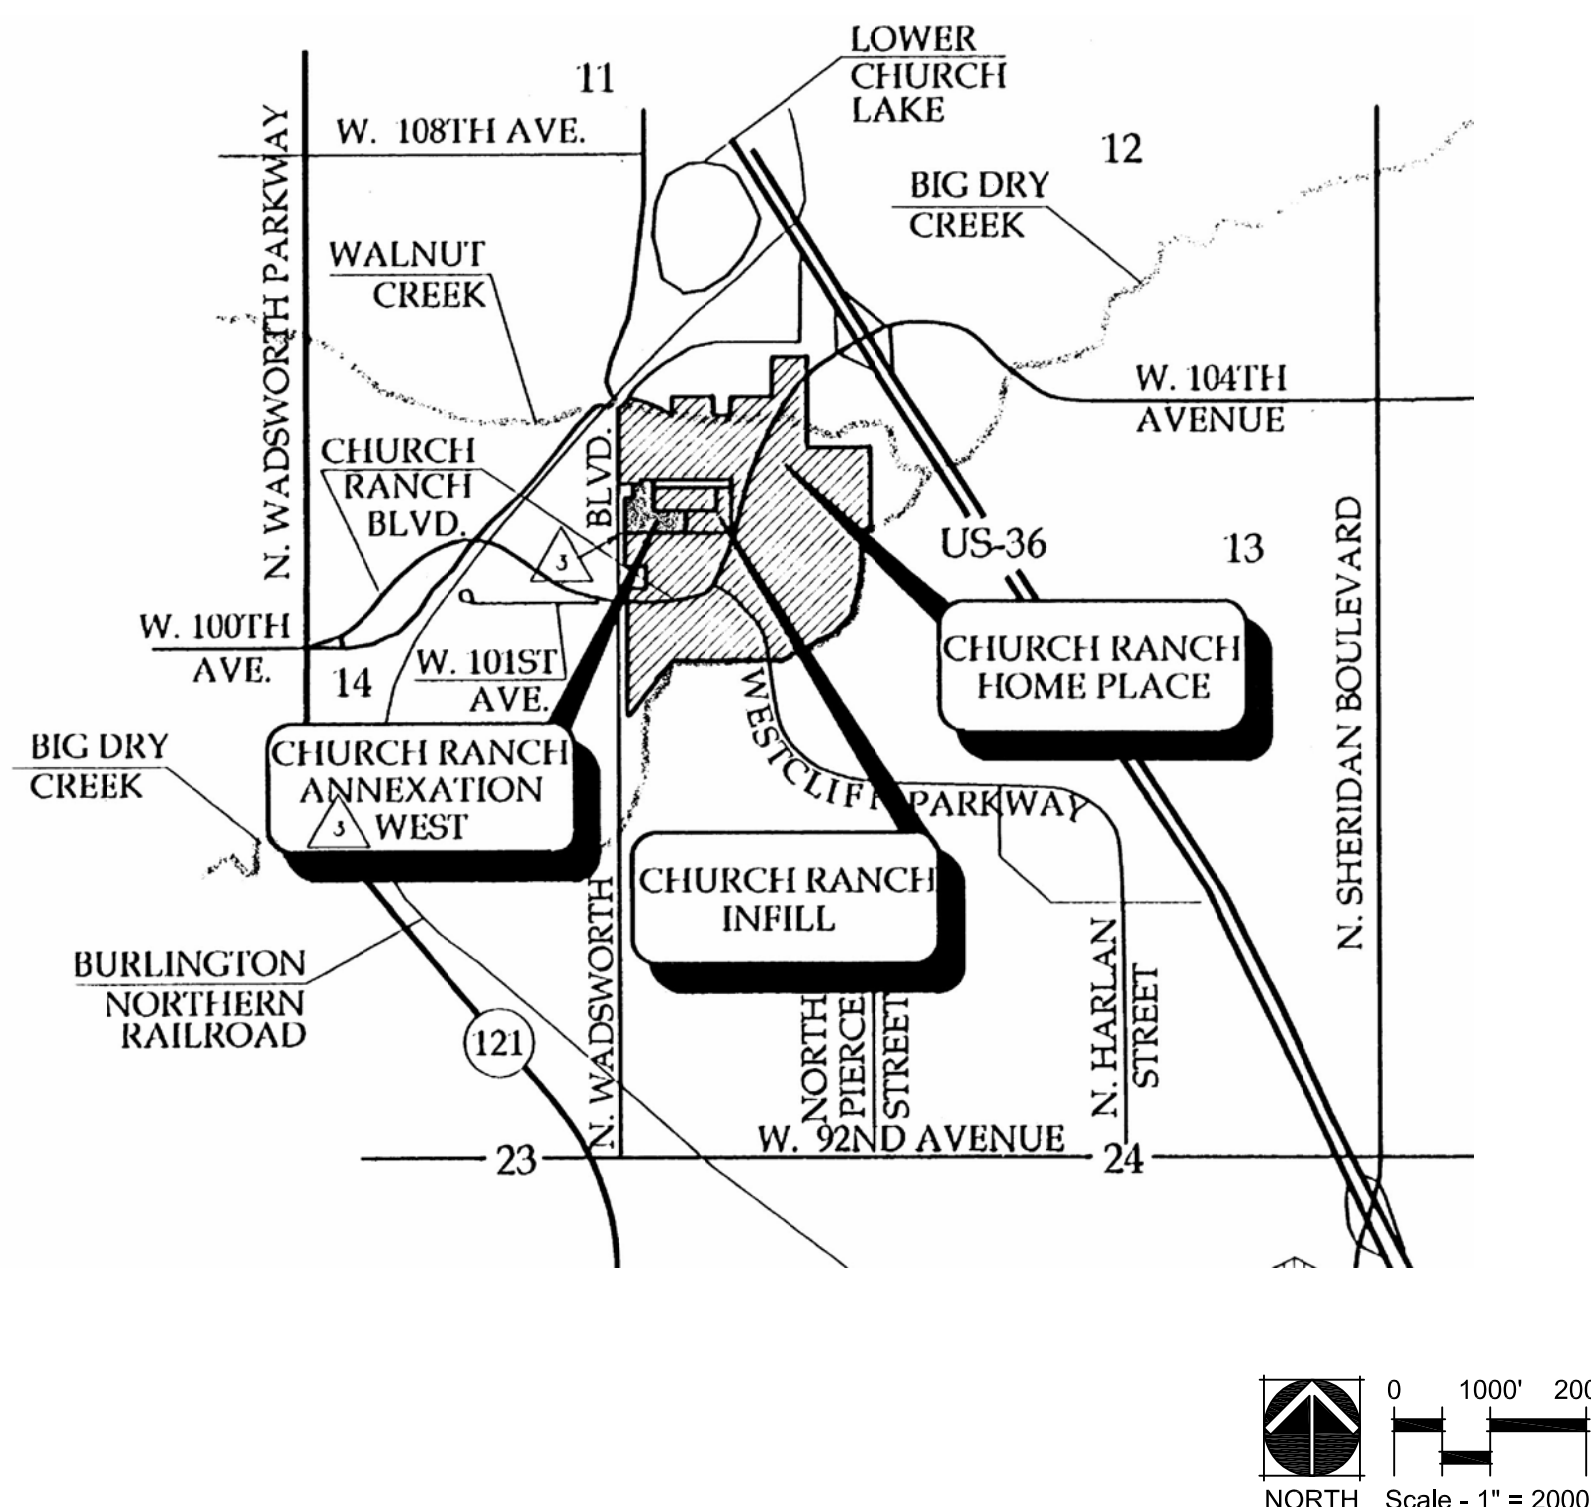 LOWER
CHURCH
LAKE
11
12
W. 108TH AVE.
N. WADSWORTH PARKWAY
BIG DRY
CREEK
WALNUT
CREEK
W. 104TH
AVENUE
CHURCH
RANCH
BLVD.
BLVD.
3
US-36
13
W. 100TH
AVE.
14
W. 101ST
AVE.
CHURCH RANCH
HOME PLACE
N. SHERIDAN BOULEVARD
WESTCLIFF PARKWAY
BIG DRY
CREEK
CHURCH RANCH
ANNEXATION
3 WEST
CHURCH RANCH
INFILL
N. WADSWORTH
BURLINGTON
NORTHERN
RAILROAD
121
NORTH
PIERCE
STREET
N. HARLAN
STREET
W. 92ND AVENUE
23
24
0 1000' 200
NORTH
Scale - 1" = 2000